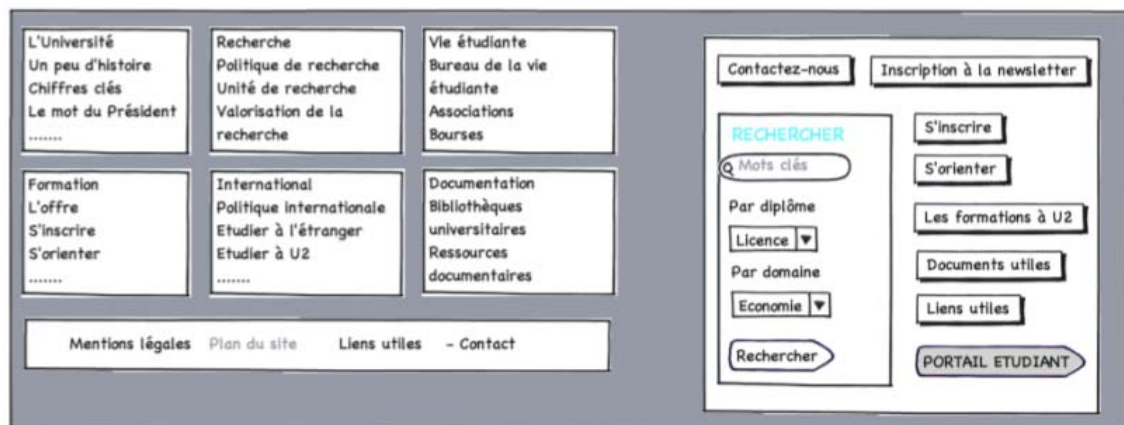 L'Université
Un peu d'histoire
Chiffres clés
Le mot du Président
.......
Recherche
Politique de recherche
Unité de recherche
Valorisation de la
recherche
Vie étudiante
Bureau de la vie
étudiante
Associations
Bourses
Formation
L'offre
S'inscrire
S'orienter
.......
International
Politique internationale
Etudier à l'étranger
Etudier à U2
.......
Documentation
Bibliothèques
universitaires
Ressources
documentaires
Mentions légales Plan du site Liens utiles - Contact
Contactez-nous Inscription à la newsletter
RECHERCHER
Mots clés
Par diplôme
Licence
Par domaine
Economie
Rechercher
S'inscrire
S'orienter
Les formations à U2
Documents utiles
Liens utiles
PORTAIL ETUDIANT